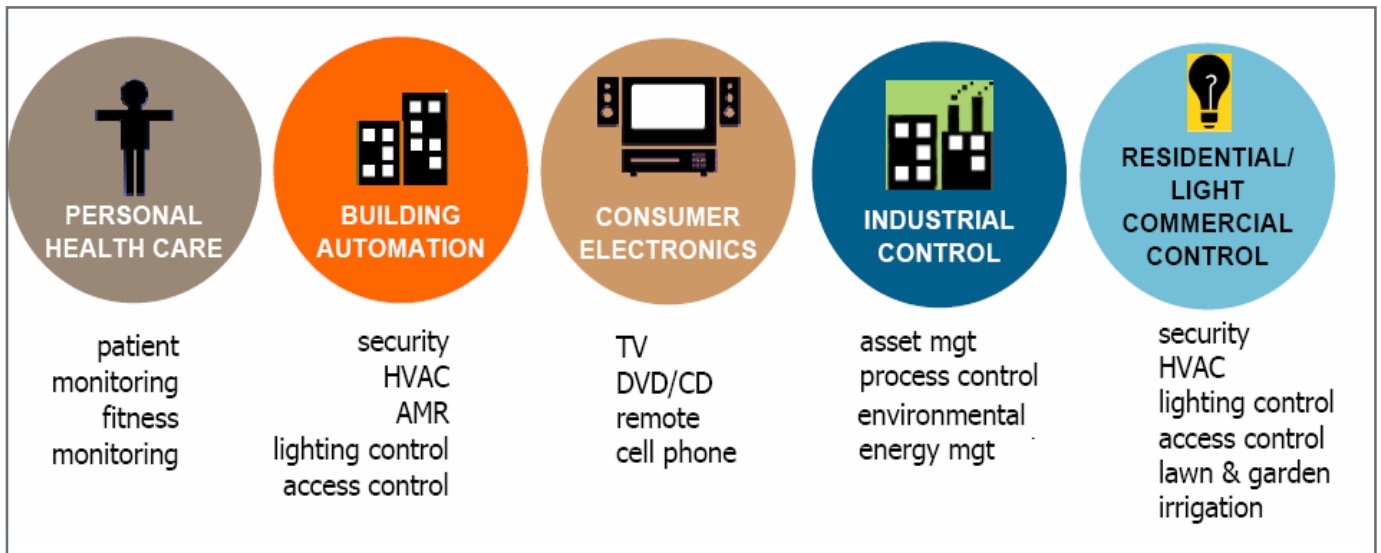 PERSONAL
HEALTH CARE
patient
monitoring
fitness
monitoring
BUILDING
AUTOMATION
security
HVAC
AMR
lighting control
access control
CONSUMER
ELECTRONICS
TV
DVD/CD
remote
cell phone
INDUSTRIAL
CONTROL
asset mgt
process control
environmental
energy mgt
RESIDENTIAL/
LIGHT
COMMERCIAL
CONTROL
security
HVAC
lighting control
access control
lawn & garden
irrigation